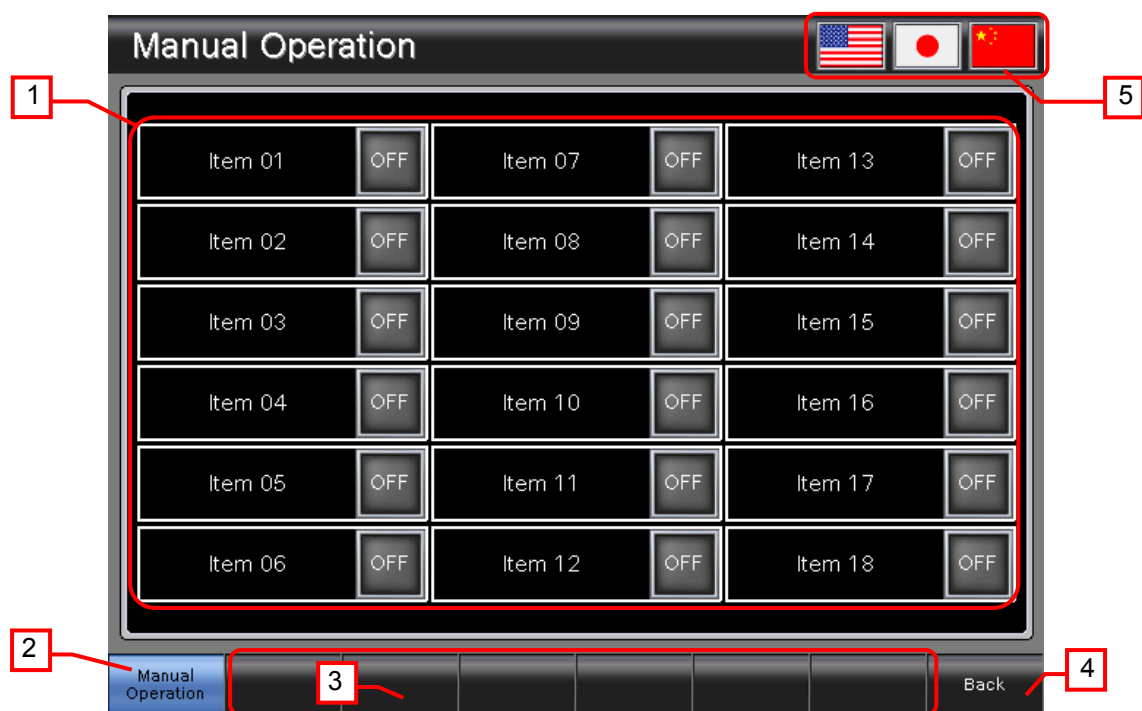 Manual Operation
5
1
Item 01 OFF Item 07 OFF Item 13 OFF
Item 02 OFF Item 08 OFF Item 14 OFF
Item 03 OFF Item 09 OFF Item 15 OFF
Item 04 OFF Item 10 OFF Item 16 OFF
Item 05 OFF Item 11 OFF Item 17 OFF
Item 06 OFF Item 12 OFF Item 18 OFF
2
Manual
Operation
3
Back
4